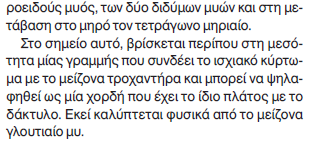 ροειδούς μυός, των δύο διδύμων μυών και στη με-
τάβαση στο μηρό τον τετράγωνο μηριαίο.
Στο σημείο αυτό, βρίσκεται περίπου στη μεσό-
τητα μίας γραμμής που συνδέει το ισχιακό κύρτω-
μα με το μείζονα τροχαντήρα και μπορεί να ψηλα-
φηθεί ως μία χορδή που έχει το ίδιο πλάτος με το
δάκτυλο. Εκεί καλύπτεται φυσικά από το μείζονα
γλουτιαίο μυ.